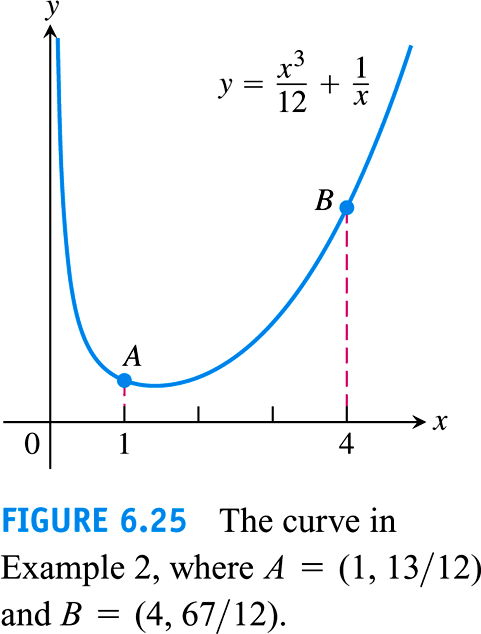 y
y = x³/12 + 1/x
B
A
x
0 1 4
FIGURE 6.25 The curve in
Example 2, where A = (1, 13/12)
and B = (4, 67/12).